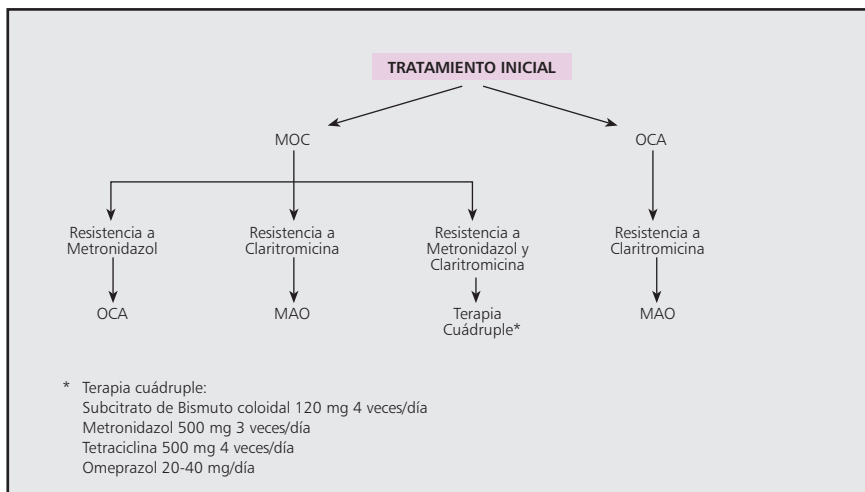 TRATAMIENTO INICIAL
MOC
OCA
Resistencia a
Metronidazol
Resistencia a
Claritromicina
Resistencia a
Metronidazol y
Claritromicina
Resistencia a
Claritromicina
OCA
MAO
Terapia
Cuádruple*
MAO
* Terapia cuádruple:
Subcitrato de Bismuto coloidal 120 mg 4 veces/día
Metronidazol 500 mg 3 veces/día
Tetraciclina 500 mg 4 veces/día
Omeprazol 20-40 mg/día